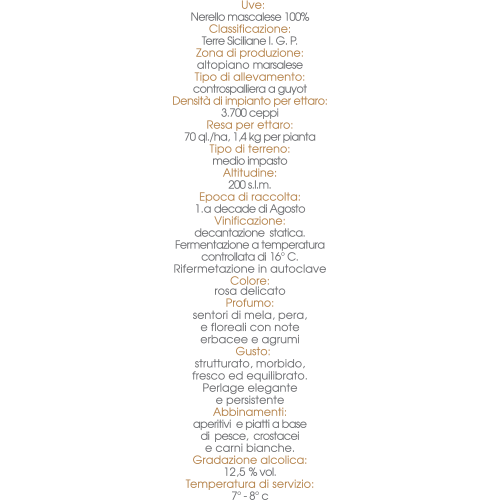 Uve:
Nerello mascalese 100%
Classificazione:
Terre Siciliane I. G. P.
Zona di produzione:
altopiano marsalese
Tipo di allevamento:
controspalliera a guyot
Densità di impianto per ettaro:
3.700 ceppi
Resa per ettaro:
70 ql./ha, 1,4 kg per pianta
Tipo di terreno:
medio impasto
Altitudine:
200 s.l.m.
Epoca di raccolta:
1.a decade di Agosto
Vinificazione:
decantazione statica.
Fermentazione a temperatura
controllata di 16° C.
Rifermetazione in autoclave
Colore:
rosa delicato
Profumo:
sentori di mela, pera,
e floreali con note
erbacee e agrumi
Gusto:
strutturato, morbido,
fresco ed equilibrato.
Perlage elegante
e persistente
Abbinamenti:
aperitivi e piatti a base
di pesce, crostacei
e carni bianche.
Gradazione alcolica:
12,5 % vol.
Temperatura di servizio:
7° - 8° c